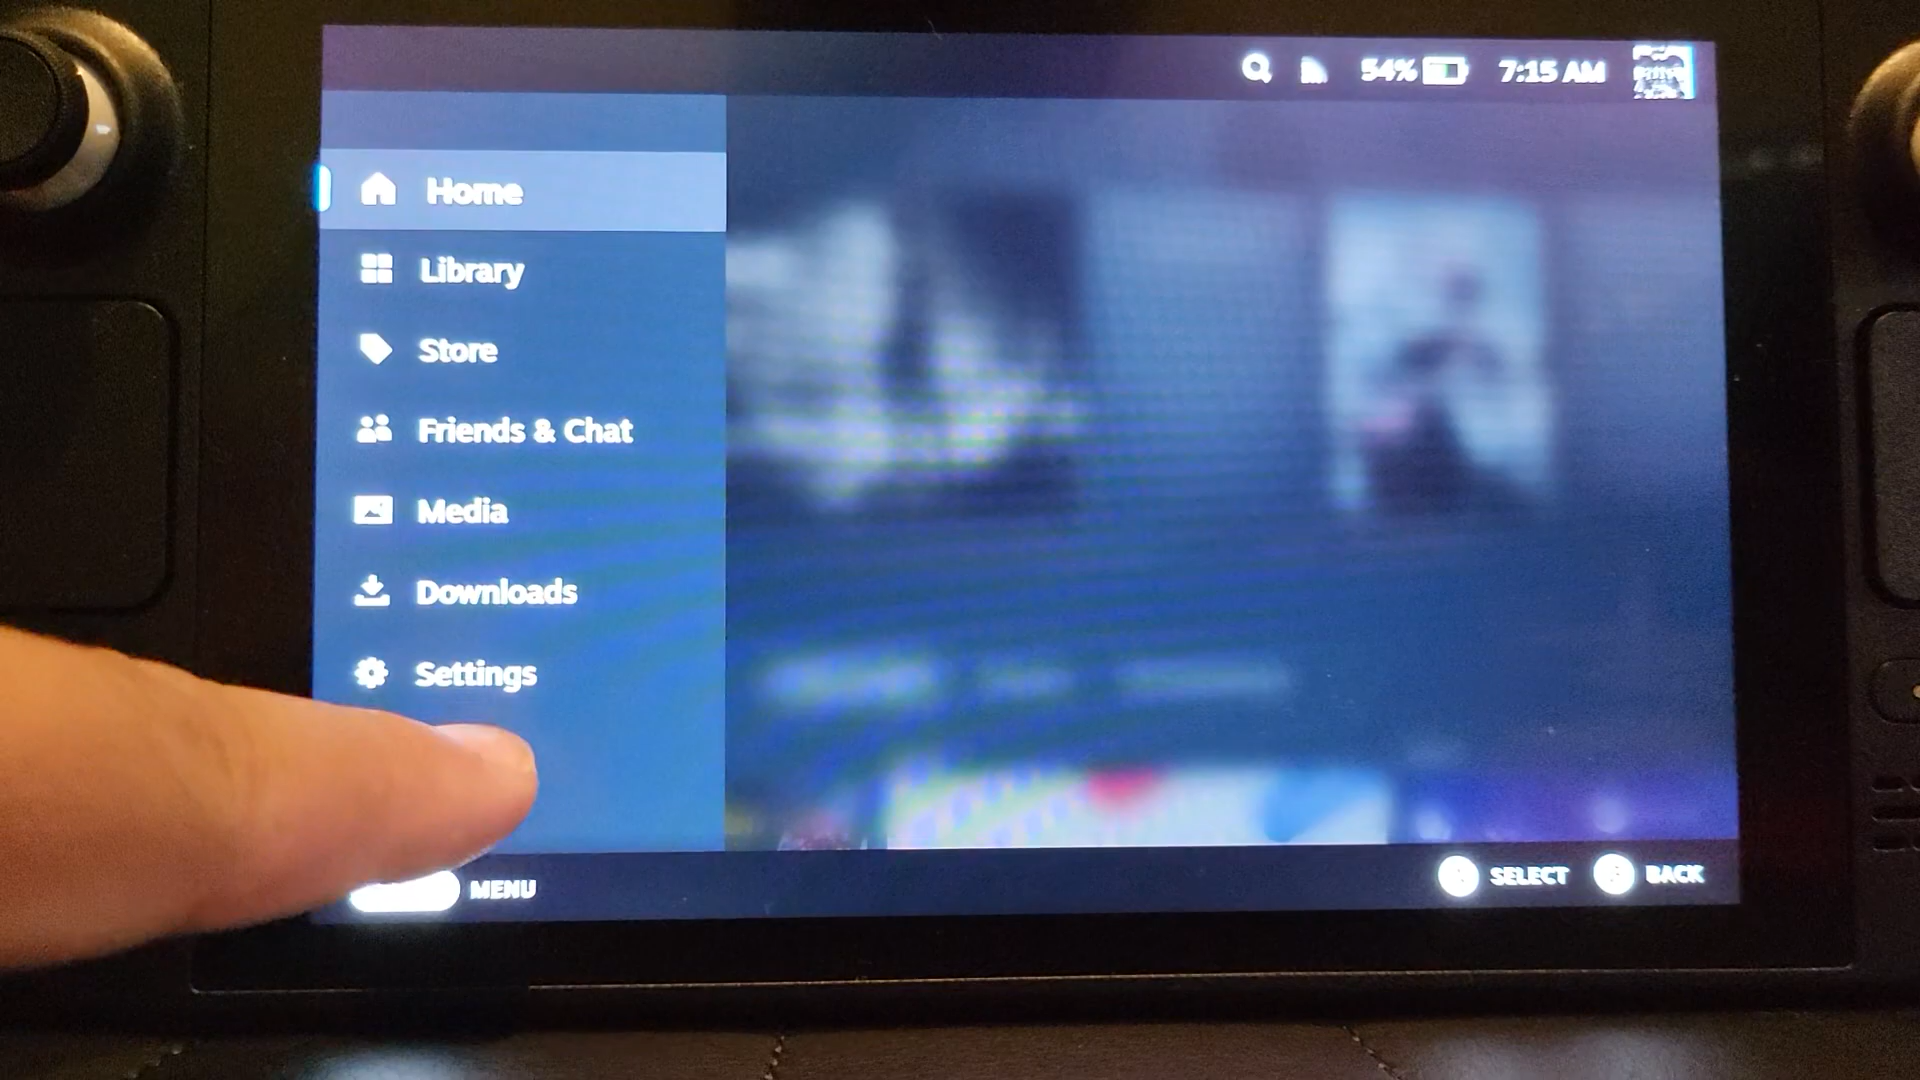 54% 7:15 AM
Home
Library
Store
Friends & Chat
Media
Downloads
Settings
MENU
SELECT BACK